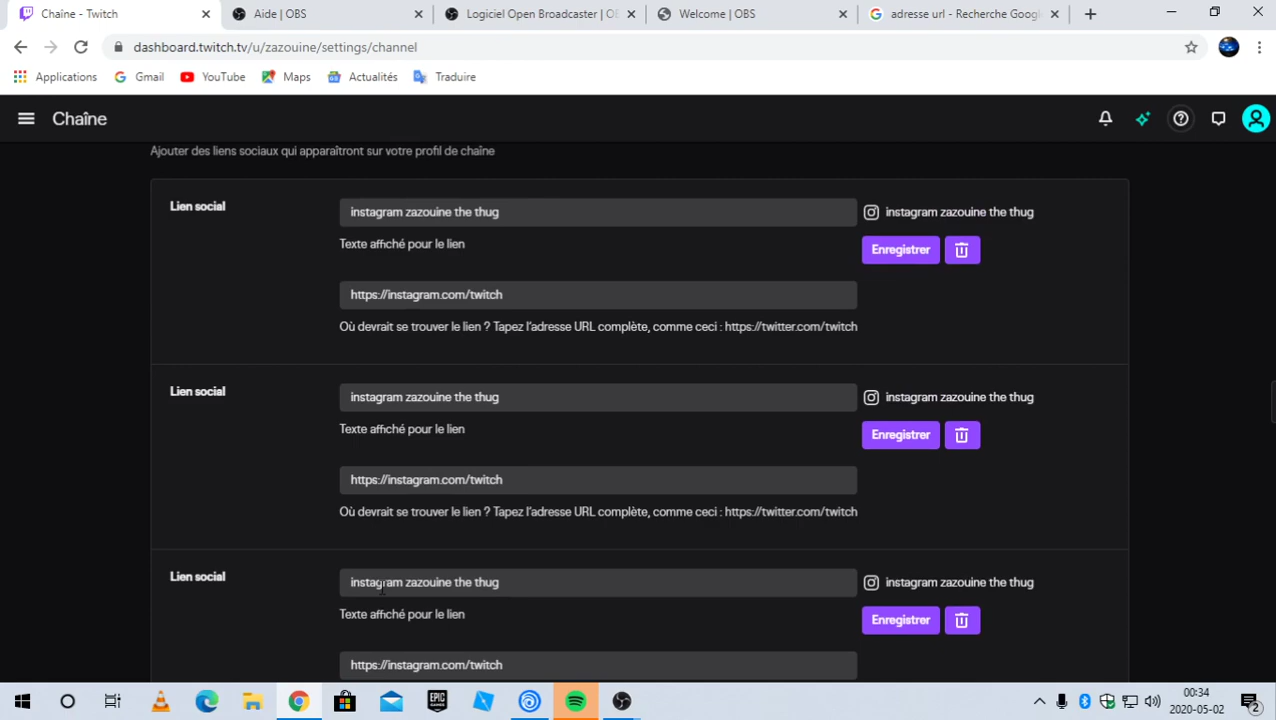 Chaîne - Twitch
Aide | OBS
Logiciel Open Broadcaster | OB
Welcome | OBS
adresse url - Recherche Googl
dashboard.twitch.tv/u/zazouine/settings/channel
Applications
Gmail
YouTube
Maps
Actualités
Traduire
Chaîne
Ajouter des liens sociaux qui apparaîtront sur votre profil de chaîne
Lien social
instagram zazouine the thug
instagram zazouine the thug
Texte affiché pour le lien
Enregistrer
https://instagram.com/twitch
Où devrait se trouver le lien ? Tapez l'adresse URL complète, comme ceci : https://twitter.com/twitch
Lien social
instagram zazouine the thug
instagram zazouine the thug
Texte affiché pour le lien
Enregistrer
https://instagram.com/twitch
Où devrait se trouver le lien ? Tapez l'adresse URL complète, comme ceci : https://twitter.com/twitch
Lien social
instagram zazouine the thug
instagram zazouine the thug
Texte affiché pour le lien
Enregistrer
https://instagram.com/twitch
EPIC
GAMES
00:34
2020-05-02
2